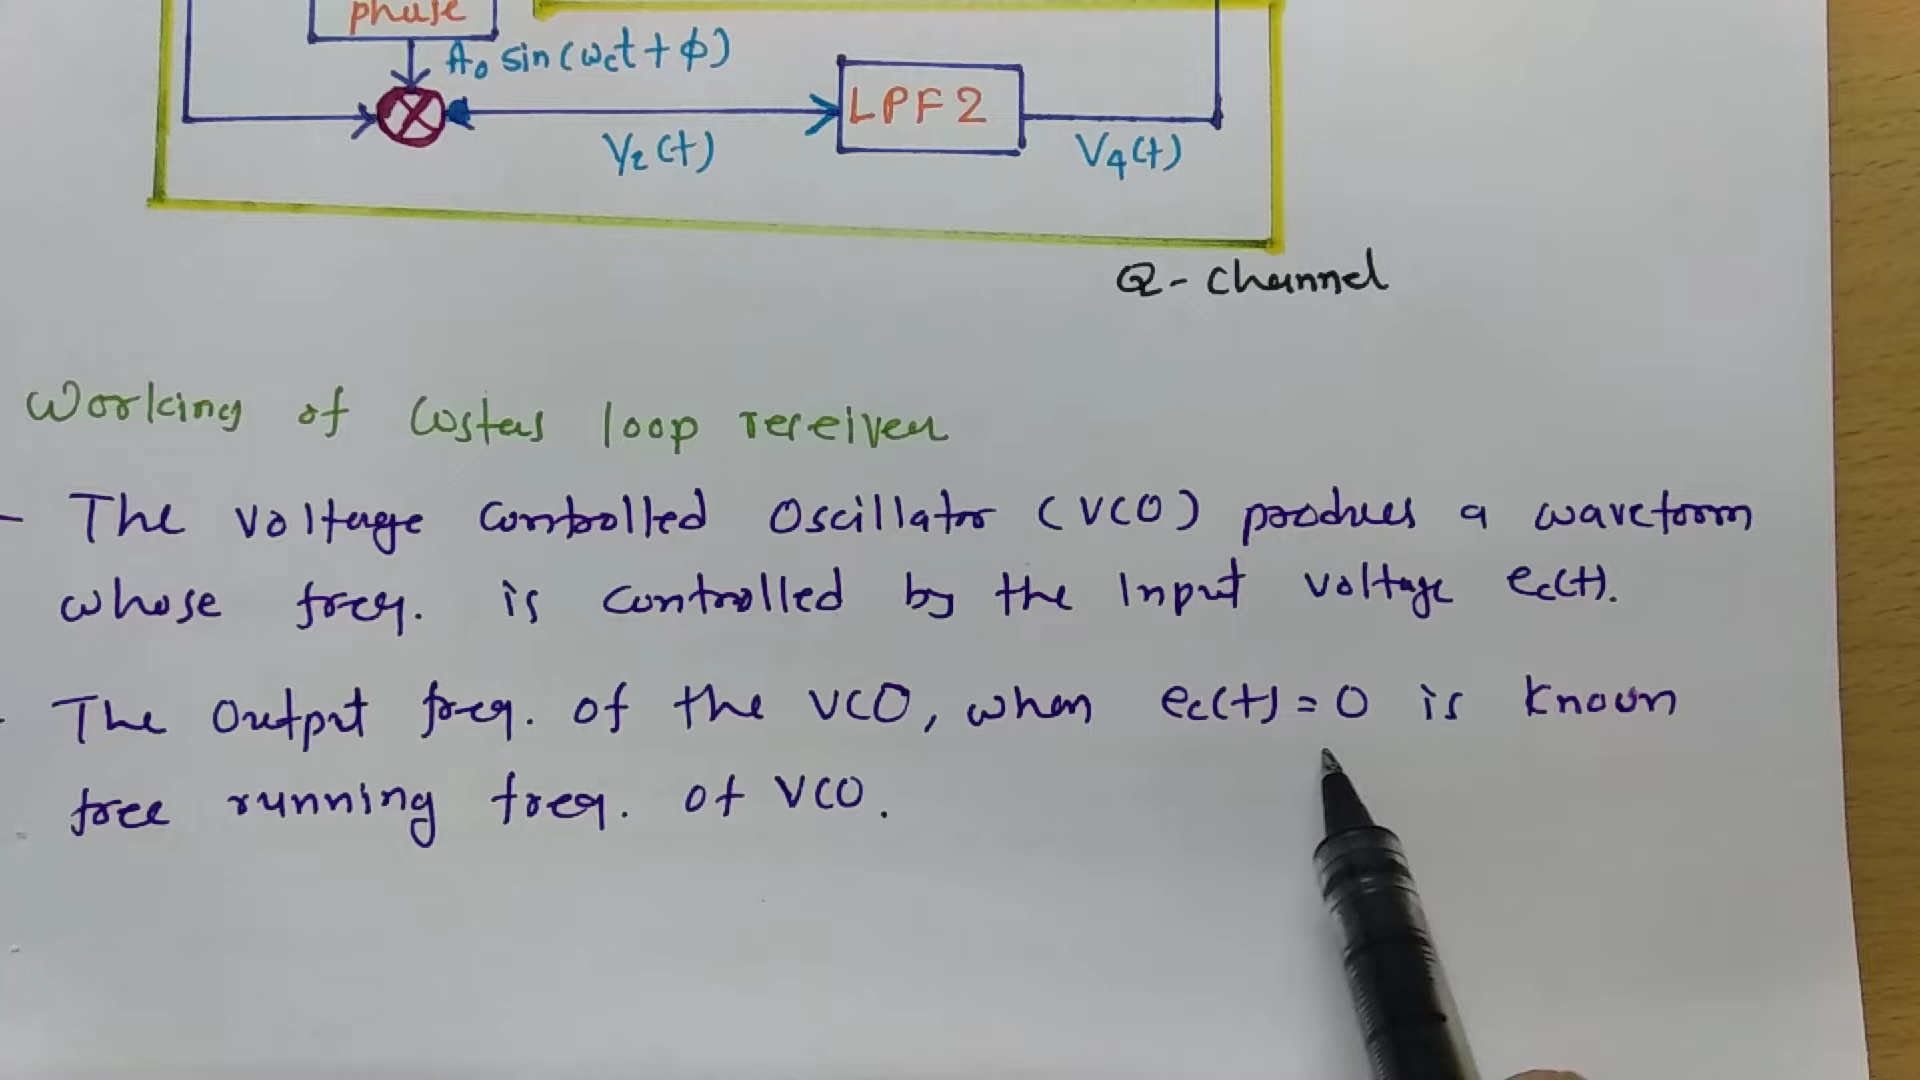 phase
A₀ sin(ωct + φ)
LPF 2
V₂(t)
V₄(t)
Q - Channel
Working of Costas loop receiver
- The Voltage Controlled Oscillator (VCO) produces a waveform
whose freq. is controlled by the Input Voltage ec(t).
- The Output freq. of the VCO, when ec(t) = 0 is known
free running freq. of VCO.